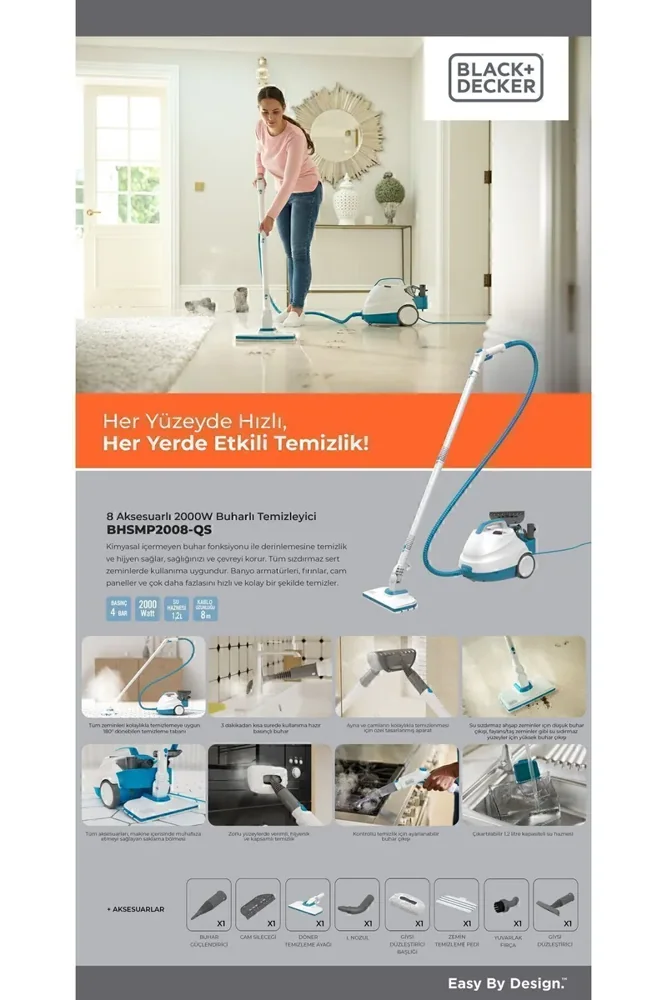 BLACK+
DECKER
Her Yüzeyde Hızlı,
Her Yerde Etkili Temizlik!
8 Aksesuarlı 2000W Buharlı Temizleyici
BHSMP2008-QS
Kimyasal içermeyen buhar fonksiyonu ile derinlemesine temizlik
ve hijyen sağlar, sağlığınızı ve çevreyi korur. Tüm sızdırmaz sert
zeminlerde kullanıma uygundur. Banyo armatürleri, fırınlar, cam
paneller ve çok daha fazlasını hızlı ve kolay bir şekilde temizler.
BASINÇ
4 BAR
2000
Watt
SU
HAZNESİ
1,2L
KABLO
UZUNLUĞU
8m
Tüm zeminleri kolaylıkla temizlemeye uygun
180° dönebilen temizleme tabanı
3 dakikadan kısa sürede kullanıma hazır
basınçlı buhar
Ayna ve camların kolaylıkla temizlenmesi
için özel tasarlanmış aparat
Su sızdırmaz ahşap zeminler için düşük buhar
çıkışı, fayans/taş zeminler gibi su sızdırmaz
yüzeyler için yüksek buhar çıkışı
Tüm aksesuarları, makine içerisinde muhafaza
etmeyi sağlayan saklama bölmesi
Zorlu yüzeylerde verimli, hijyenik
ve kapsamlı temizlik
Kontrollü temizlik için ayarlanabilir
buhar çıkışı
Çıkartılabilir 1,2 litre kapasiteli su haznesi
+ AKSESUARLAR
X1
X1
X1
X1
X1
X1
X1
X1
BUHAR
GÜÇLENDİRİCİ
CAM SİLECEĞİ
DÖNER
TEMİZLEME AYAĞI
L NOZUL
GİYSİ
DÜZLEŞTİRİCİ
BAŞLIĞI
ZEMİN
TEMİZLEME PEDİ
YUVARLAK
FIRÇA
GİYSİ
DÜZLEŞTİRİCİ
Easy By Design.™